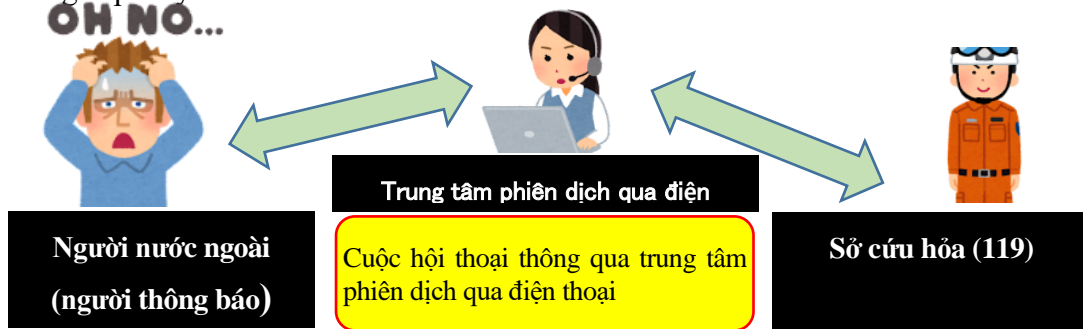 OH NO...
Trung tâm phiên dịch qua điện
Người nước ngoài
(người thông báo)
Cuộc hội thoại thông qua trung tâm
phiên dịch qua điện thoại
Sở cứu hỏa (119)